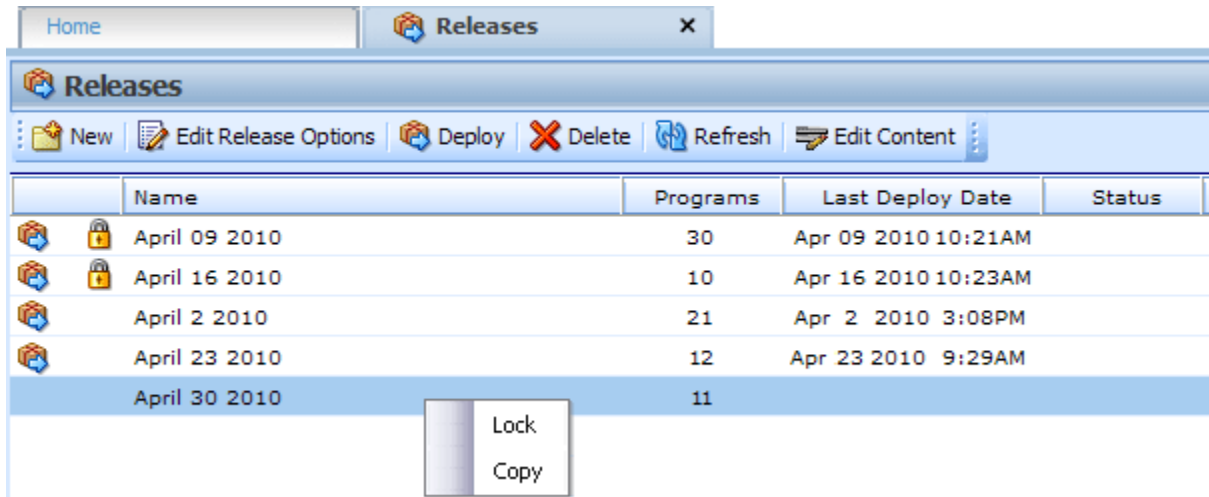 Home Releases
Releases
New Edit Release Options Deploy Delete Refresh Edit Content
Name Programs Last Deploy Date Status
April 09 2010 30 Apr 09 2010 10:21AM
April 16 2010 10 Apr 16 2010 10:23AM
April 2 2010 21 Apr 2 2010 3:08PM
April 23 2010 12 Apr 23 2010 9:29AM
April 30 2010 11
Lock
Copy